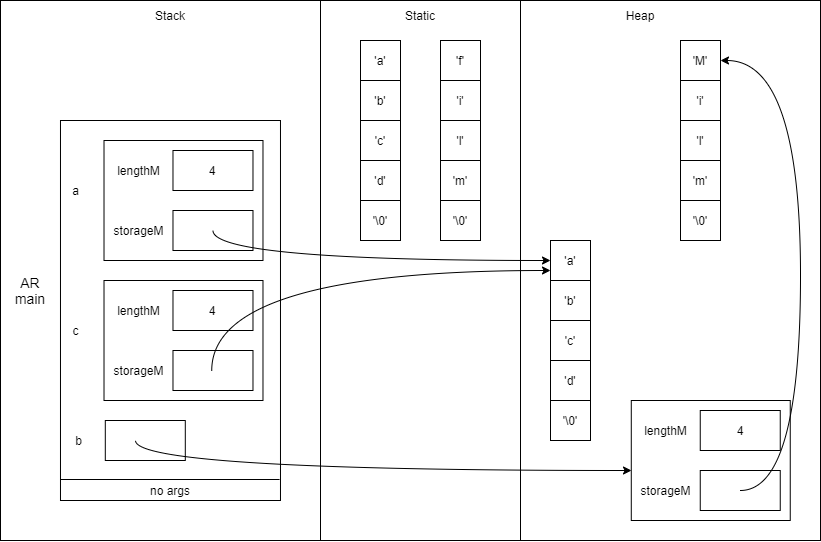 Stack
Static
Heap
AR
main
a
lengthM
4
storageM
c
lengthM
4
storageM
b
no args
'a'
'b'
'c'
'd'
'\0'
'f'
'i'
'l'
'm'
'\0'
'M'
'i'
'l'
'm'
'\0'
'a'
'b'
'c'
'd'
'\0'
lengthM
4
storageM